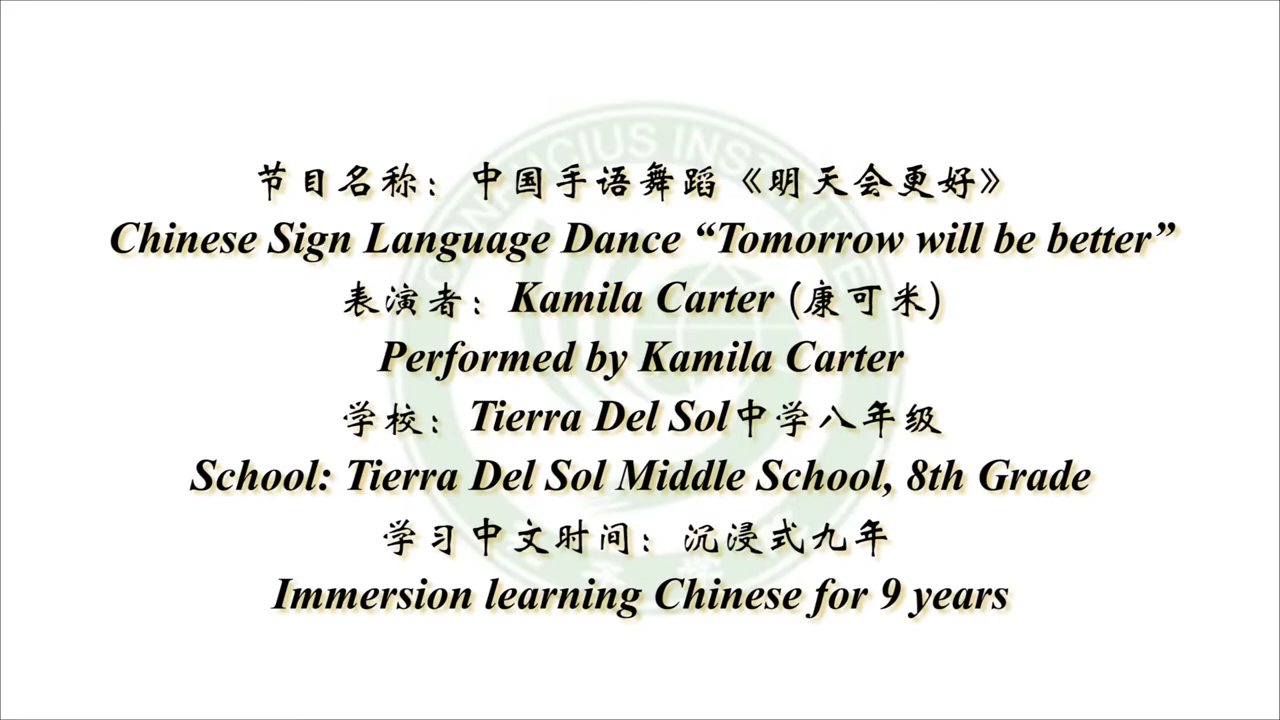 节目名称：中国手语舞蹈《明天会更好》
Chinese Sign Language Dance “Tomorrow will be better”
表演者：Kamila Carter (康可米)
Performed by Kamila Carter
学校：Tierra Del Sol中学八年级
School: Tierra Del Sol Middle School, 8th Grade
学习中文时间：沉浸式九年
Immersion learning Chinese for 9 years
CONFUCIUS INSTITUTE